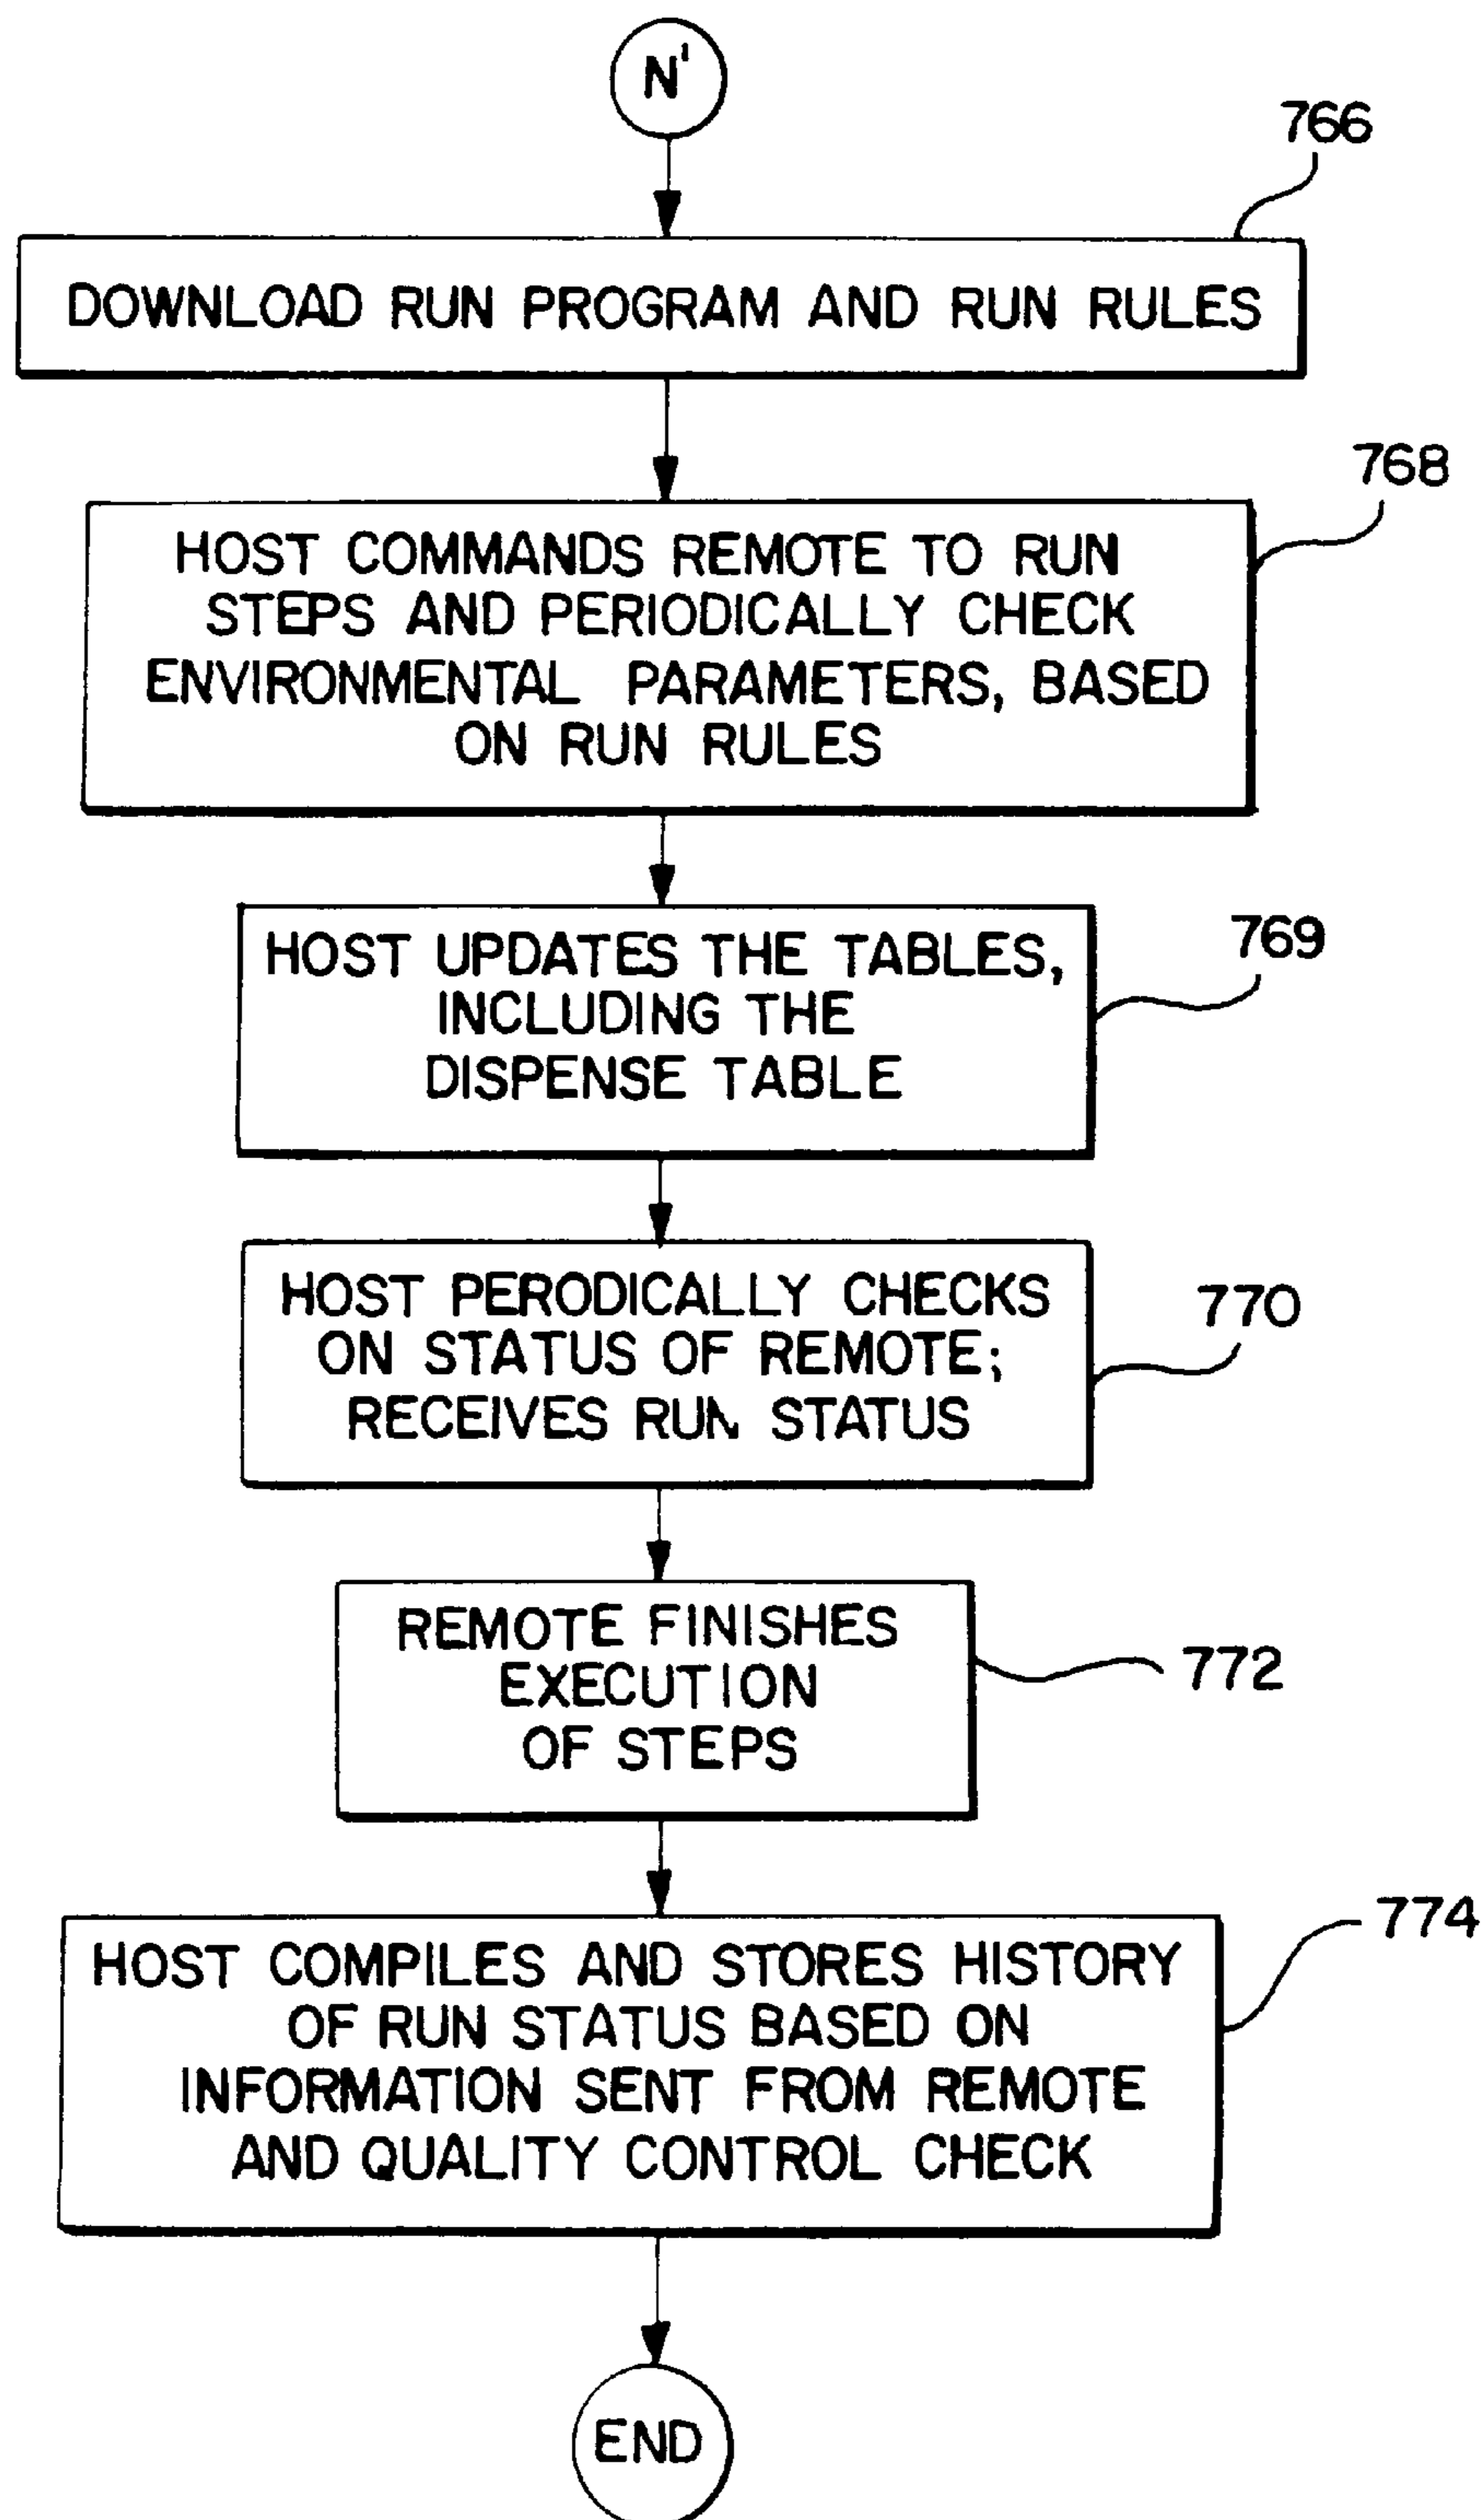 N'
766
DOWNLOAD RUN PROGRAM AND RUN RULES
768
HOST COMMANDS REMOTE TO RUN
STEPS AND PERIODICALLY CHECK
ENVIRONMENTAL PARAMETERS, BASED
ON RUN RULES
769
HOST UPDATES THE TABLES,
INCLUDING THE
DISPENSE TABLE
770
HOST PERODICALLY CHECKS
ON STATUS OF REMOTE;
RECEIVES RUN STATUS
772
REMOTE FINISHES
EXECUTION
OF STEPS
774
HOST COMPILES AND STORES HISTORY
OF RUN STATUS BASED ON
INFORMATION SENT FROM REMOTE
AND QUALITY CONTROL CHECK
END